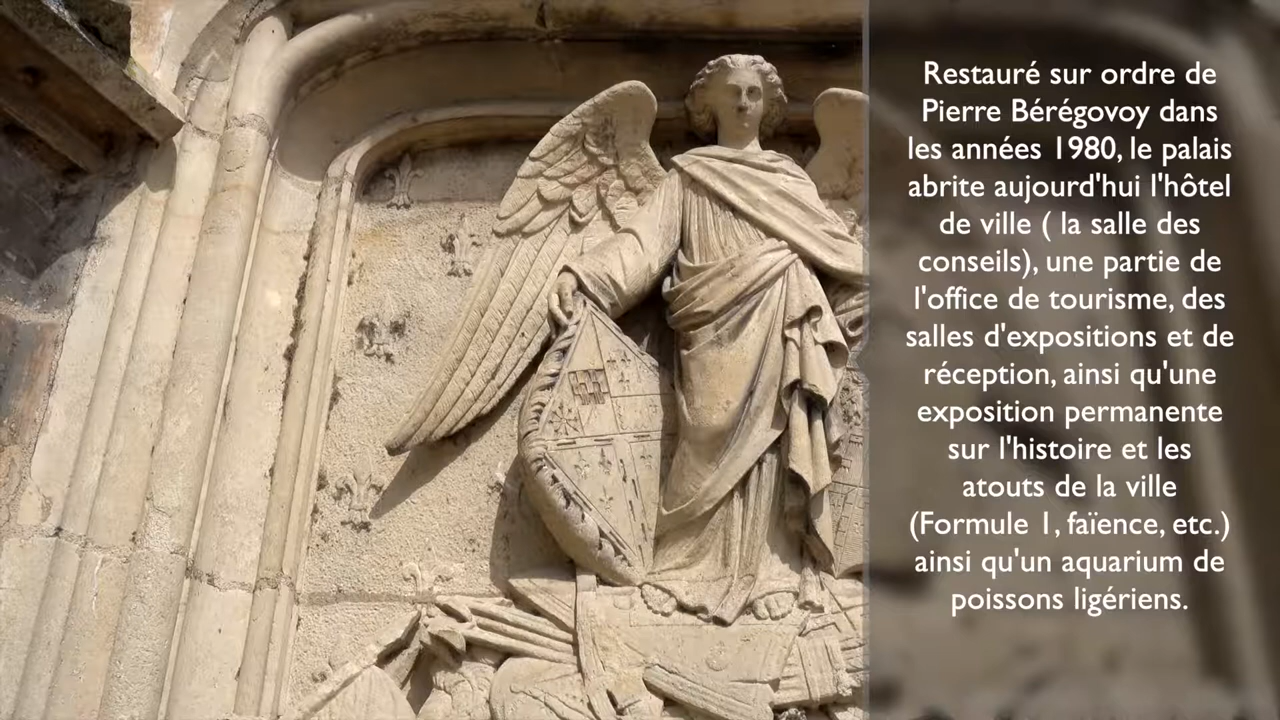 Restauré sur ordre de
Pierre Bérégovoy dans
les années 1980, le palais
abrite aujourd'hui l'hôtel
de ville ( la salle des
conseils), une partie de
l'office de tourisme, des
salles d'expositions et de
réception, ainsi qu'une
exposition permanente
sur l'histoire et les
atouts de la ville
(Formule 1, faïence, etc.)
ainsi qu'un aquarium de
poissons ligériens.